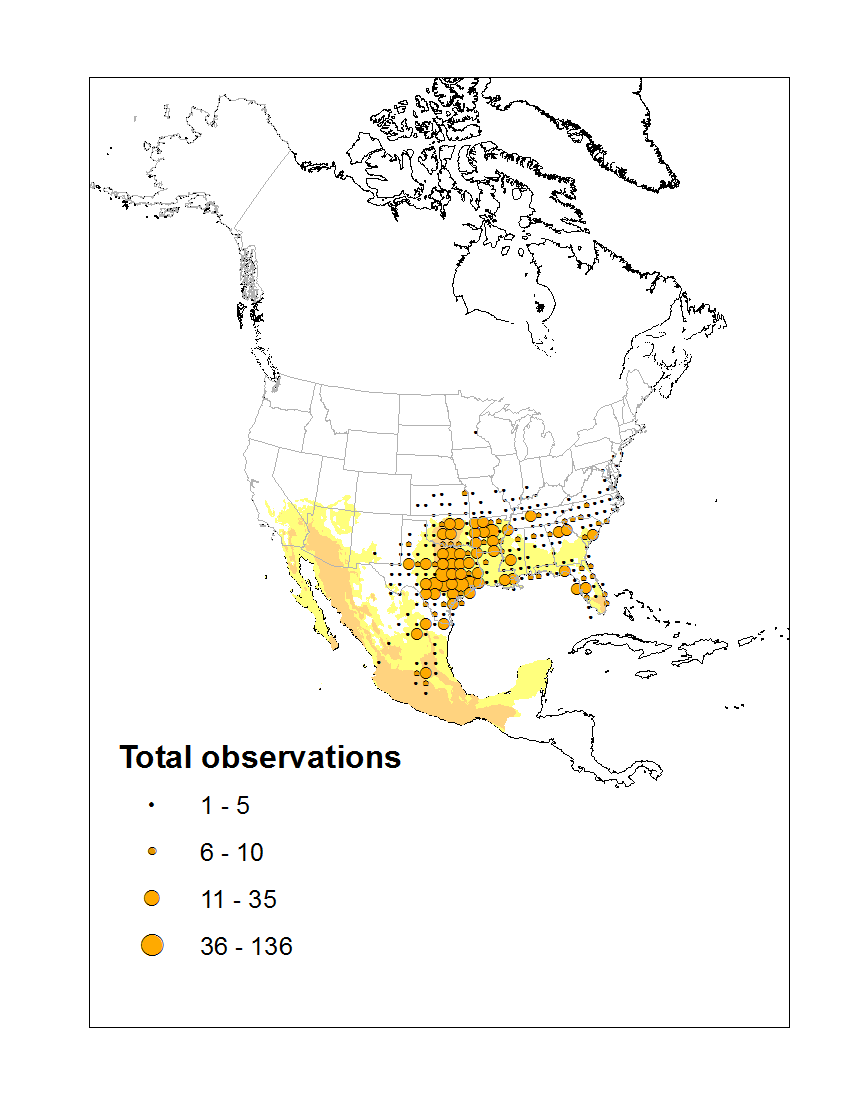 Total observations
1 - 5
6 - 10
11 - 35
36 - 136